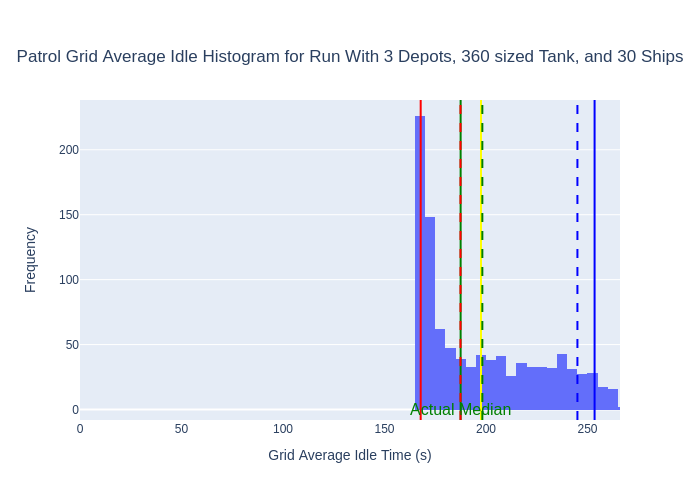 Patrol Grid Average Idle Histogram for Run With 3 Depots, 360 sized Tank, and 30 Ships
200
150
100
50
0
Frequency
Actual Median
0 50 100 150 200 250
Grid Average Idle Time (s)